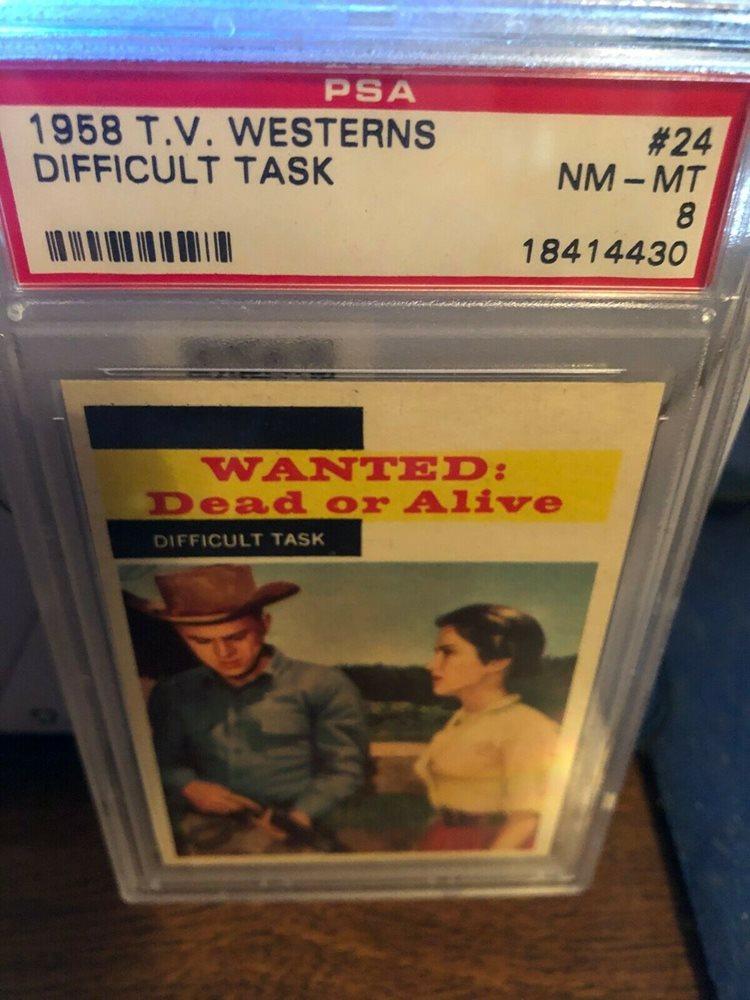 PSA
1958 T.V. WESTERNS #24
DIFFICULT TASK NM - MT
8
18414430
WANTED:
Dead or Alive
DIFFICULT TASK